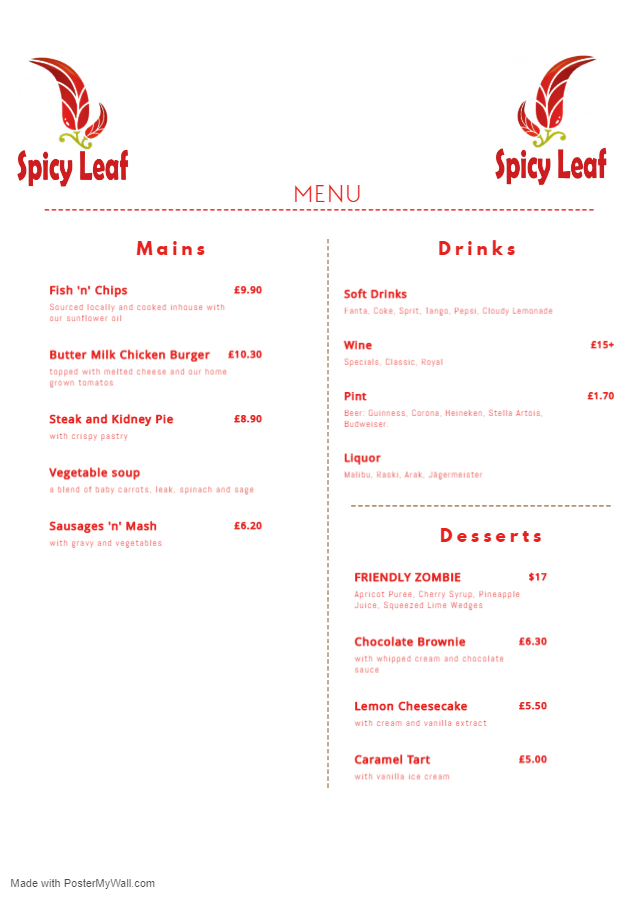 Spicy Leaf
Spicy Leaf
MENU
Mains
Fish 'n' Chips £9.90
Sourced locally and cooked inhouse with
our sunflower oil
Butter Milk Chicken Burger £10.30
topped with melted cheese and our home
grown tomatos
Steak and Kidney Pie £8.90
with crispy pastry
Vegetable soup
a blend of baby carrots, leak, spinach and sage
Sausages 'n' Mash £6.20
with gravy and vegetables
Drinks
Soft Drinks
Fanta, Coke, Sprit, Tango, Pepsi, Cloudy Lemonade
Wine £15+
Specials, Classic, Royal
Pint £1.70
Beer: Guinness, Corona, Heineken, Stella Artois,
Budweiser.
Liquor
Malibu, Raski, Arak, Jägermeister
Desserts
FRIENDLY ZOMBIE $17
Apricot Puree, Cherry Syrup, Pineapple
Juice, Squeezed Lime Wedges
Chocolate Brownie £6.30
with whipped cream and chocolate
sauce
Lemon Cheesecake £5.50
with cream and vanilla extract
Caramel Tart £5.00
with vanilla ice cream
Made with PosterMyWall.com